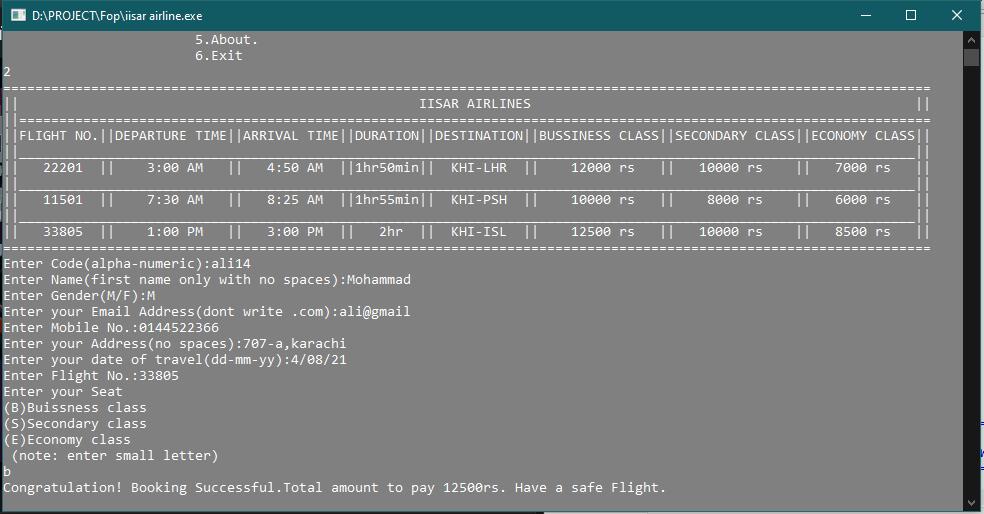 D:\PROJECT\Fop\iisar airline.exe
5.About.
6.Exit
2
====================================================================================================================
|| IISAR AIRLINES ||
||==================================================================================================================
||FLIGHT NO.||DEPARTURE TIME||ARRIVAL TIME||DURATION||DESTINATION||BUSSINESS CLASS||SECONDARY CLASS||ECONOMY CLASS||
||________________________________________________________________________________________________________________||
|| 22201 || 3:00 AM || 4:50 AM ||1hr50min|| KHI-LHR || 12000 rs || 10000 rs || 7000 rs ||
||________________________________________________________________________________________________________________||
|| 11501 || 7:30 AM || 8:25 AM ||1hr55min|| KHI-PSH || 10000 rs || 8000 rs || 6000 rs ||
||________________________________________________________________________________________________________________||
|| 33805 || 1:00 PM || 3:00 PM || 2hr || KHI-ISL || 12500 rs || 10000 rs || 8500 rs ||
====================================================================================================================
Enter Code(alpha-numeric):ali14
Enter Name(first name only with no spaces):Mohammad
Enter Gender(M/F):M
Enter your Email Address(dont write .com):ali@gmail
Enter Mobile No.:0144522366
Enter your Address(no spaces):707-a,karachi
Enter your date of travel(dd-mm-yy):4/08/21
Enter Flight No.:33805
Enter your Seat
(B)Buissness class
(S)Secondary class
(E)Economy class
(note: enter small letter)
b
Congratulation! Booking Successful.Total amount to pay 12500rs. Have a safe Flight.